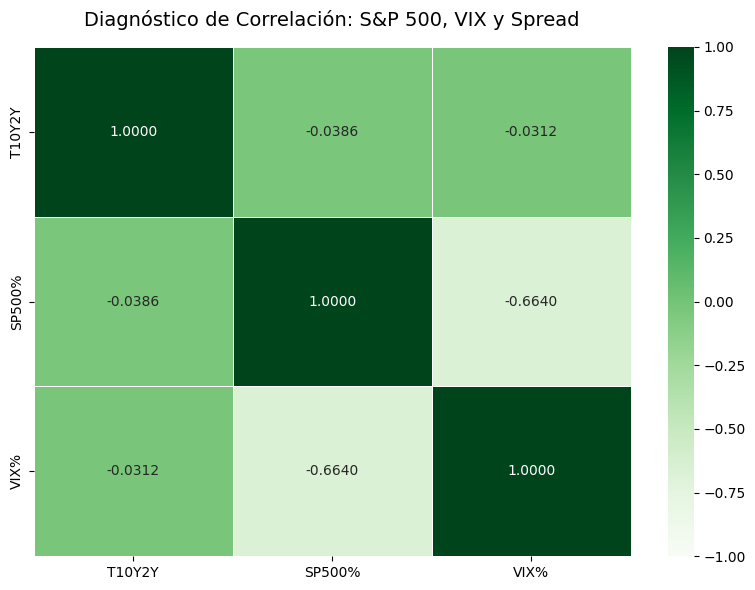 Diagnóstico de Correlación: S&P 500, VIX y Spread
T10Y2Y
1.0000
-0.0386
-0.0312
SP500%
-0.0386
1.0000
-0.6640
VIX%
-0.0312
-0.6640
1.0000
T10Y2Y
SP500%
VIX%
1.00
0.75
0.50
0.25
0.00
−0.25
−0.50
−0.75
−1.00